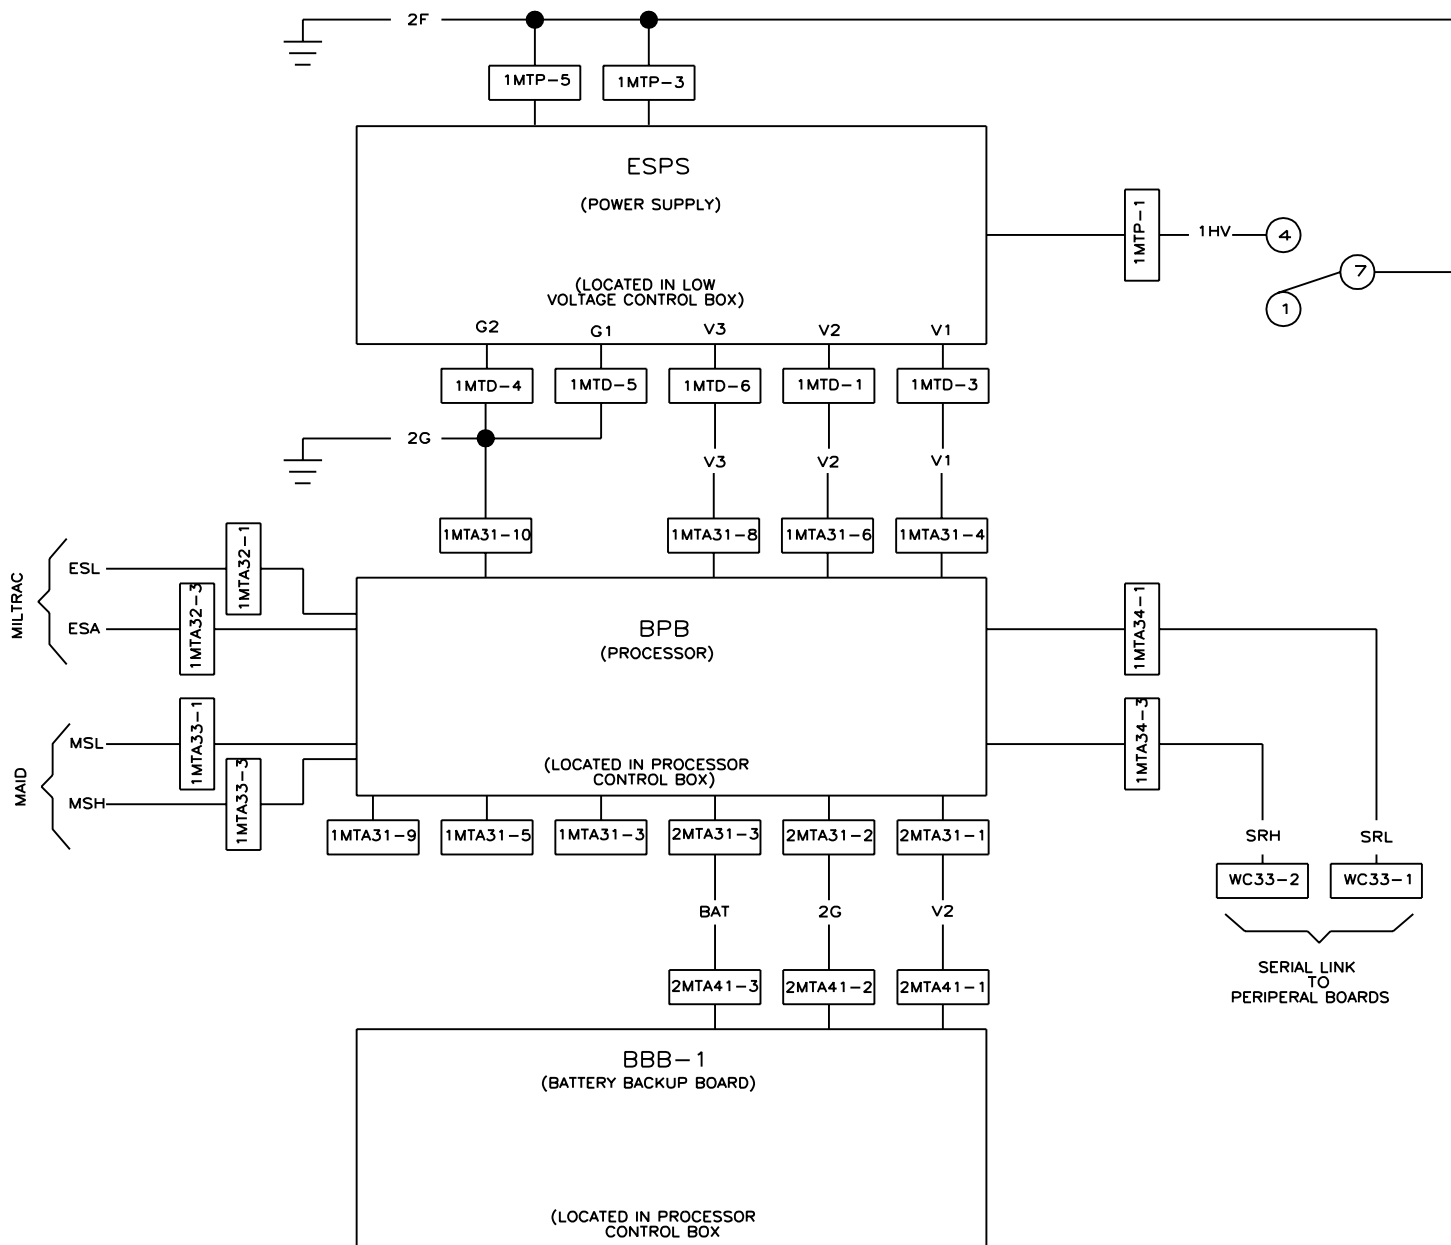 2F
1MTP-5
1MTP-3
ESPS
(POWER SUPPLY)
(LOCATED IN LOW
VOLTAGE CONTROL BOX)
1MTP-1
1HV
4
7
1
G2
G1
V3
V2
V1
1MTD-4
1MTD-5
1MTD-6
1MTD-1
1MTD-3
2G
V3
V2
V1
1MTA31-10
1MTA31-8
1MTA31-6
1MTA31-4
MILTRAC
ESL
1MTA32-1
ESA
1MTA32-3
BPB
(PROCESSOR)
(LOCATED IN PROCESSOR
CONTROL BOX)
1MTA34-1
1MTA34-3
MAID
MSL
1MTA33-1
MSH
1MTA33-3
1MTA31-9
1MTA31-5
1MTA31-3
2MTA31-3
2MTA31-2
2MTA31-1
SRH
SRL
WC33-2
WC33-1
BAT
2G
V2
SERIAL LINK
TO
PERIPERAL BOARDS
2MTA41-3
2MTA41-2
2MTA41-1
BBB-1
(BATTERY BACKUP BOARD)
(LOCATED IN PROCESSOR
CONTROL BOX